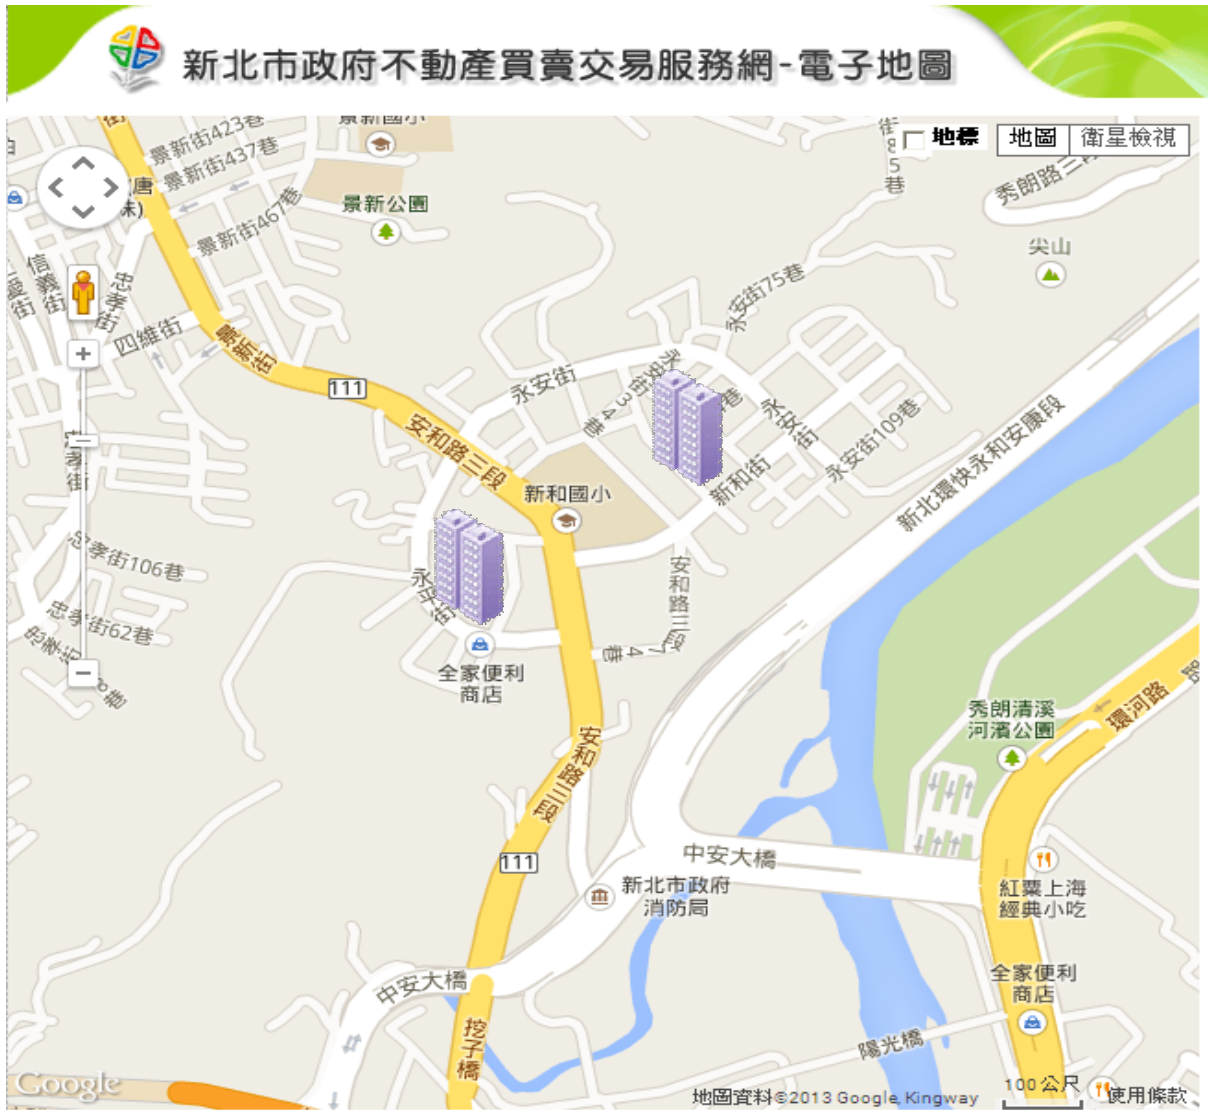 新北市政府不動產買賣交易服務網-電子地圖
景新街423巷
景新國小
地標
地圖
衛星檢視
景新街437巷
街85巷
秀朗路三段
景新公園
景新街467巷
尖山
信義街
忠孝街
四維街
景新街
永安街75巷
111
永安街
永安街34巷
永安街
永安街109巷
安和路三段
新和國小
新和街
新北環快永和安康段
忠孝街106巷
永平街
安和路三段
47巷
忠孝街62巷
全家便利
商店
秀朗清溪
河濱公園
環河路
安和路三段
111
中安大橋
新北市政府
消防局
紅粟上海
經典小吃
全家便利
商店
中安大橋
挖子橋
陽光橋
Google
地圖資料©2013 Google, Kingway
100 公尺
使用條款